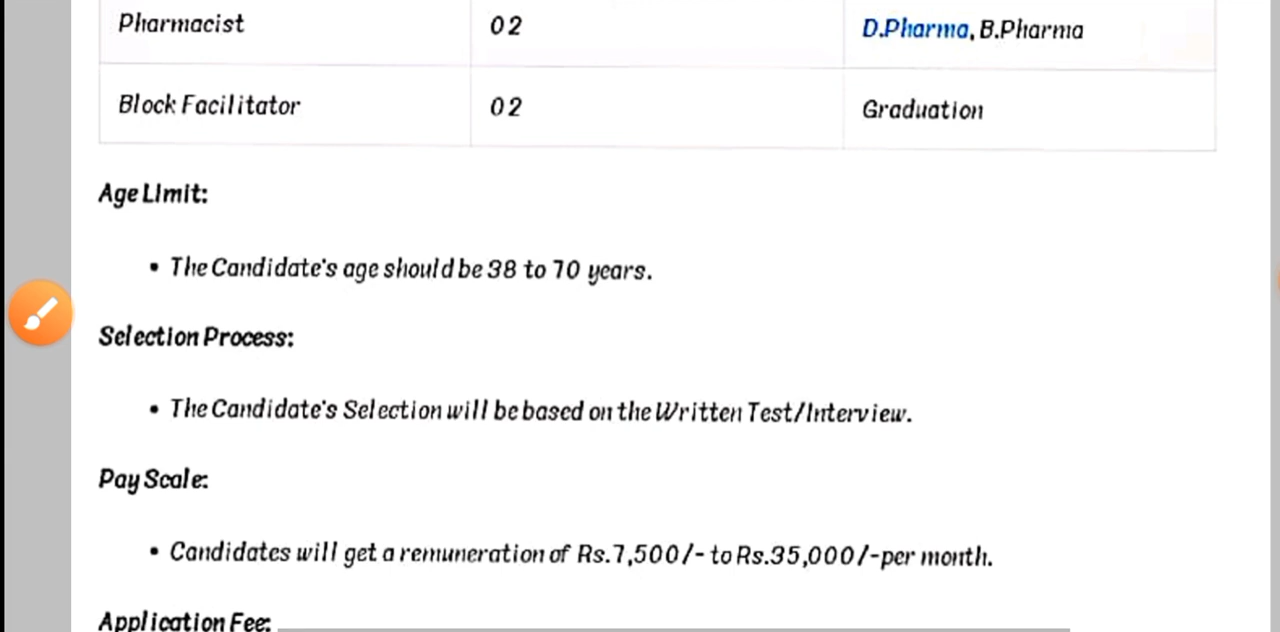 Pharmacist 02 D.Pharma, B.Pharma
Block Facilitator 02 Graduation
Age Limit:
• The Candidate's age should be 38 to 70 years.
Selection Process:
• The Candidate's Selection will be based on the Written Test/Interview.
Pay Scale:
• Candidates will get a remuneration of Rs.7,500/- to Rs.35,000/-per month.
Application Fee: